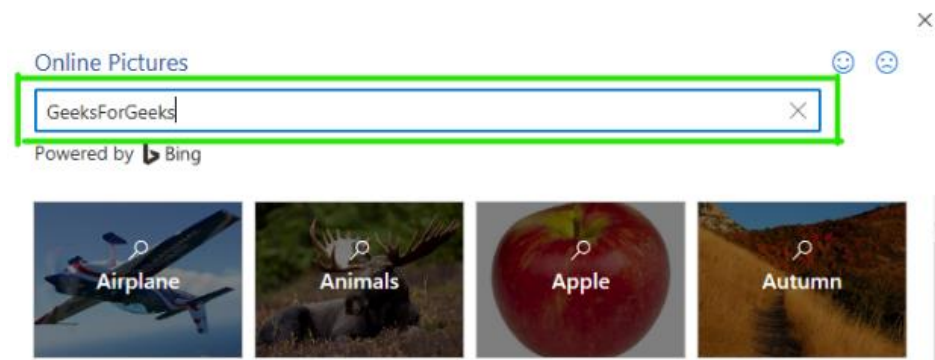 Online Pictures
GeeksForGeeks
Powered by Bing
Airplane Animals Apple Autumn